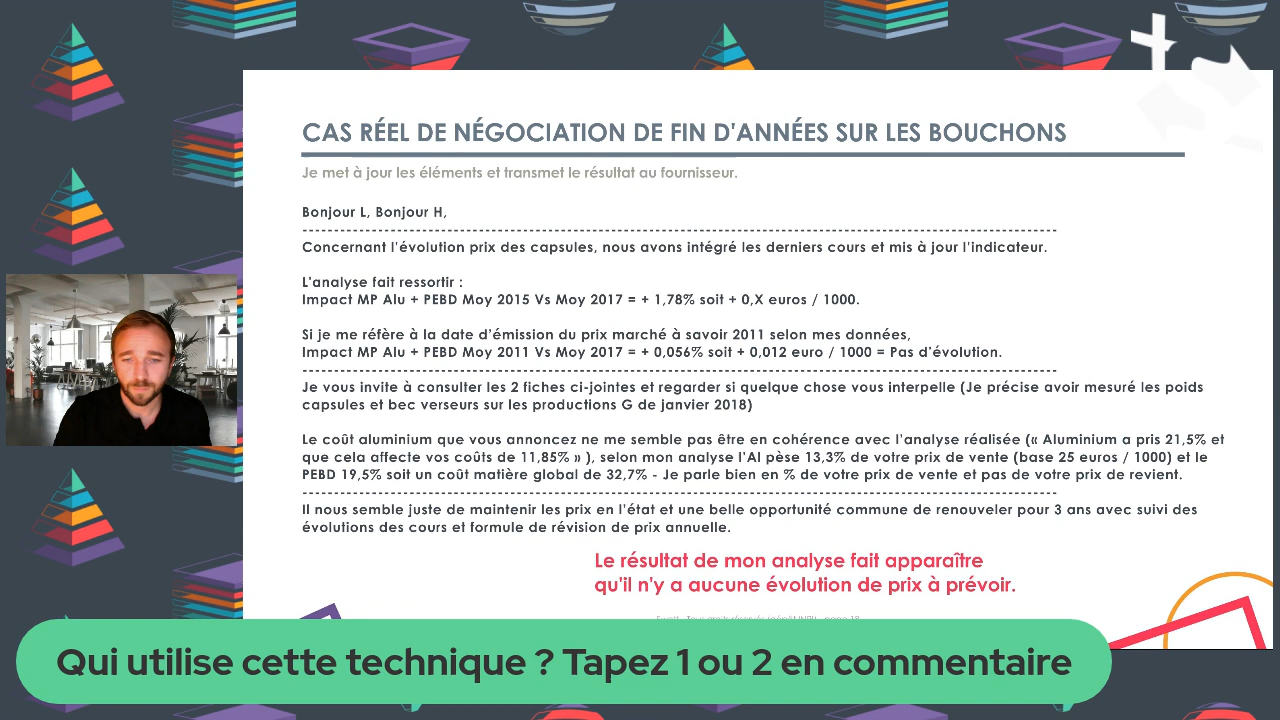 CAS RÉEL DE NÉGOCIATION DE FIN D'ANNÉES SUR LES BOUCHONS
Je met à jour les éléments et transmet le résultat au fournisseur.
Bonjour L, Bonjour H,
Concernant l'évolution prix des capsules, nous avons intégré les derniers cours et mis à jour l'indicateur.
L'analyse fait ressortir :
Impact MP Alu + PEBD Moy 2015 Vs Moy 2017 = + 1,78% soit + 0,X euros / 1000.
Si je me réfère à la date d'émission du prix marché à savoir 2011 selon mes données,
Impact MP Alu + PEBD Moy 2011 Vs Moy 2017 = + 0,056% soit + 0,012 euro / 1000 = Pas d'évolution.
Je vous invite à consulter les 2 fiches ci-jointes et regarder si quelque chose vous interpelle (Je précise avoir mesuré les poids
capsules et bec verseurs sur les productions G de janvier 2018)
Le coût aluminium que vous annoncez ne me semble pas être en cohérence avec l'analyse réalisée (« Aluminium a pris 21,5% et
que cela affecte vos coûts de 11,85% » ), selon mon analyse l'Al pèse 13,3% de votre prix de vente (base 25 euros / 1000) et le
PEBD 19,5% soit un coût matière global de 32,7% - Je parle bien en % de votre prix de vente et pas de votre prix de revient.
Il nous semble juste de maintenir les prix en l'état et une belle opportunité commune de renouveler pour 3 ans avec suivi des
évolutions des cours et formule de révision de prix annuelle.
Le résultat de mon analyse fait apparaître
qu'il n'y a aucune évolution de prix à prévoir.
Qui utilise cette technique ? Tapez 1 ou 2 en commentaire